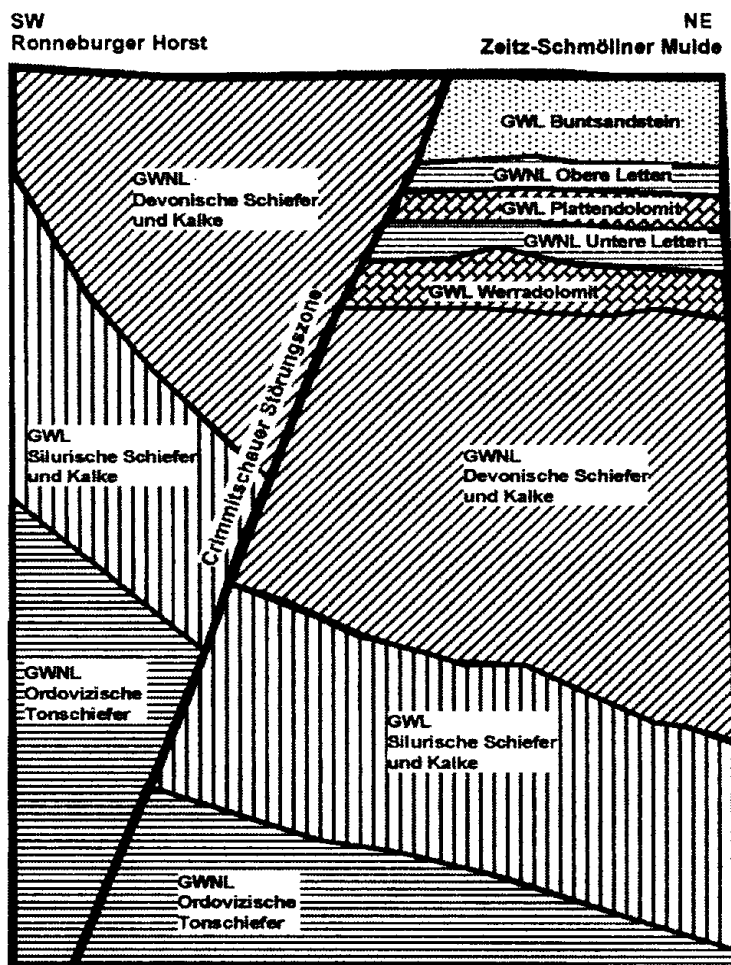 SW
Ronneburger Horst
NE
Zeitz-Schmöllner Mulde
GWL Buntsandstein
GWNL Obere Letten
GWL Plattendolomit
GWNL Untere Letten
GWL Werradolomit
GWNL
Devonische Schiefer
und Kalke
Crimmitschauer Störungszone
GWL
Silurische Schiefer
und Kalke
GWNL
Devonische Schiefer
und Kalke
GWNL
Ordovizische
Tonschiefer
GWL
Silurische Schiefer
und Kalke
GWNL
Ordovizische
Tonschiefer